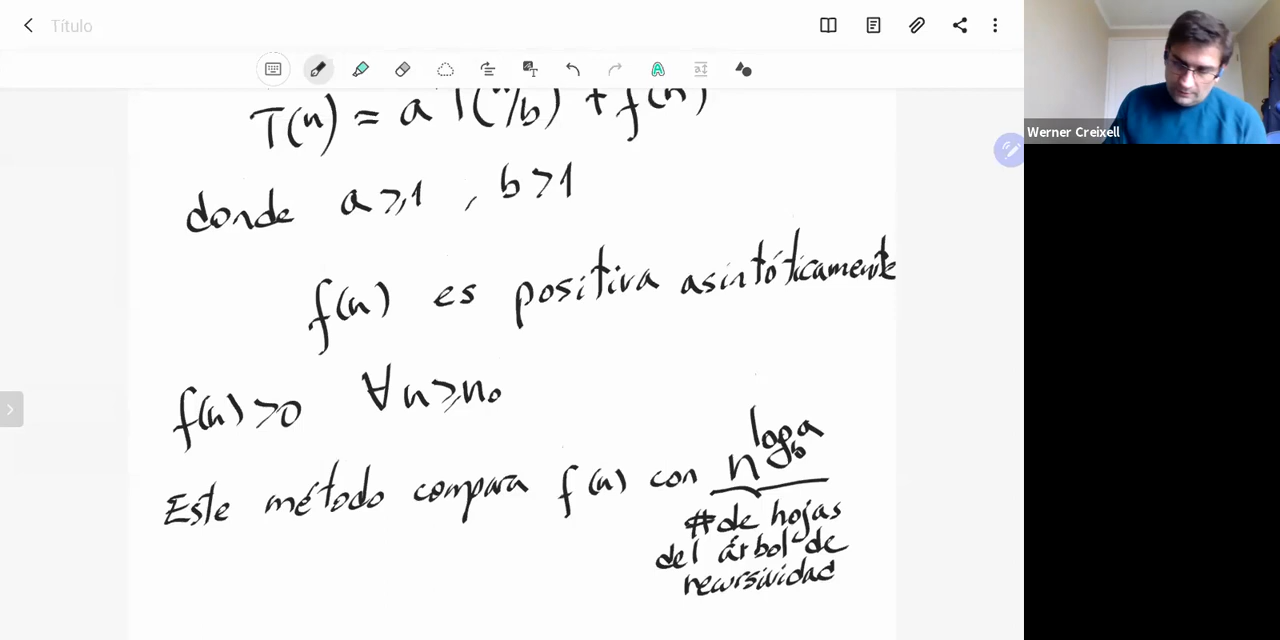 Título
Werner Creixell
T(n) = a T(n/b) + f(n)
donde a ≥ 1 , b > 1
f(n) es positiva asintóticamente
f(n) > 0 ∀ n ≥ n₀
Este método compara f(n) con n^{log_b a}
# de hojas
del árbol de
recursividad